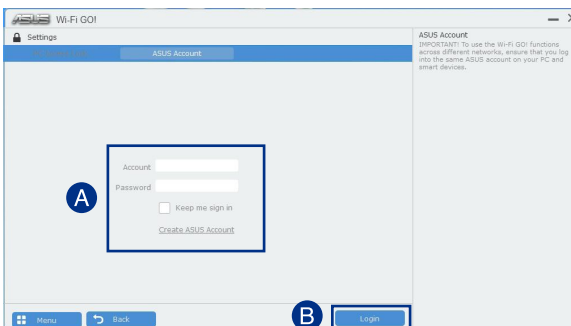 ASUS Wi-Fi GO!
Settings
ASUS Account
ASUS Account
IMPORTANT! To use the Wi-Fi GO! functions
across different networks, ensure that you log
into the same ASUS account on your PC and
smart devices.
Account
Password
A
Keep me sign in
Create ASUS Account
Menu
Back
B
Login